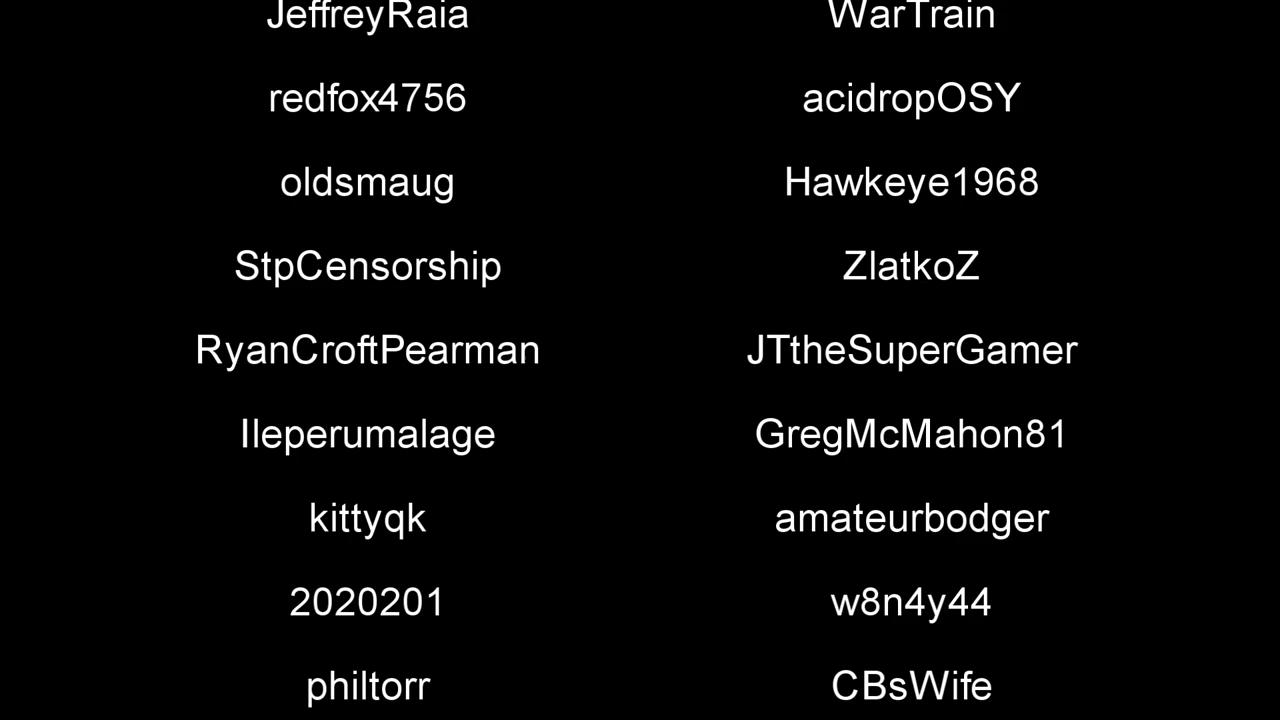 JeffreyRaia WarTrain
redfox4756 acidropOSY
oldsmaug Hawkeye1968
StpCensorship ZlatkoZ
RyanCroftPearman JTtheSuperGamer
Ileperumalage GregMcMahon81
kittyqk amateurbodger
2020201 w8n4y44
philtorr CBsWife